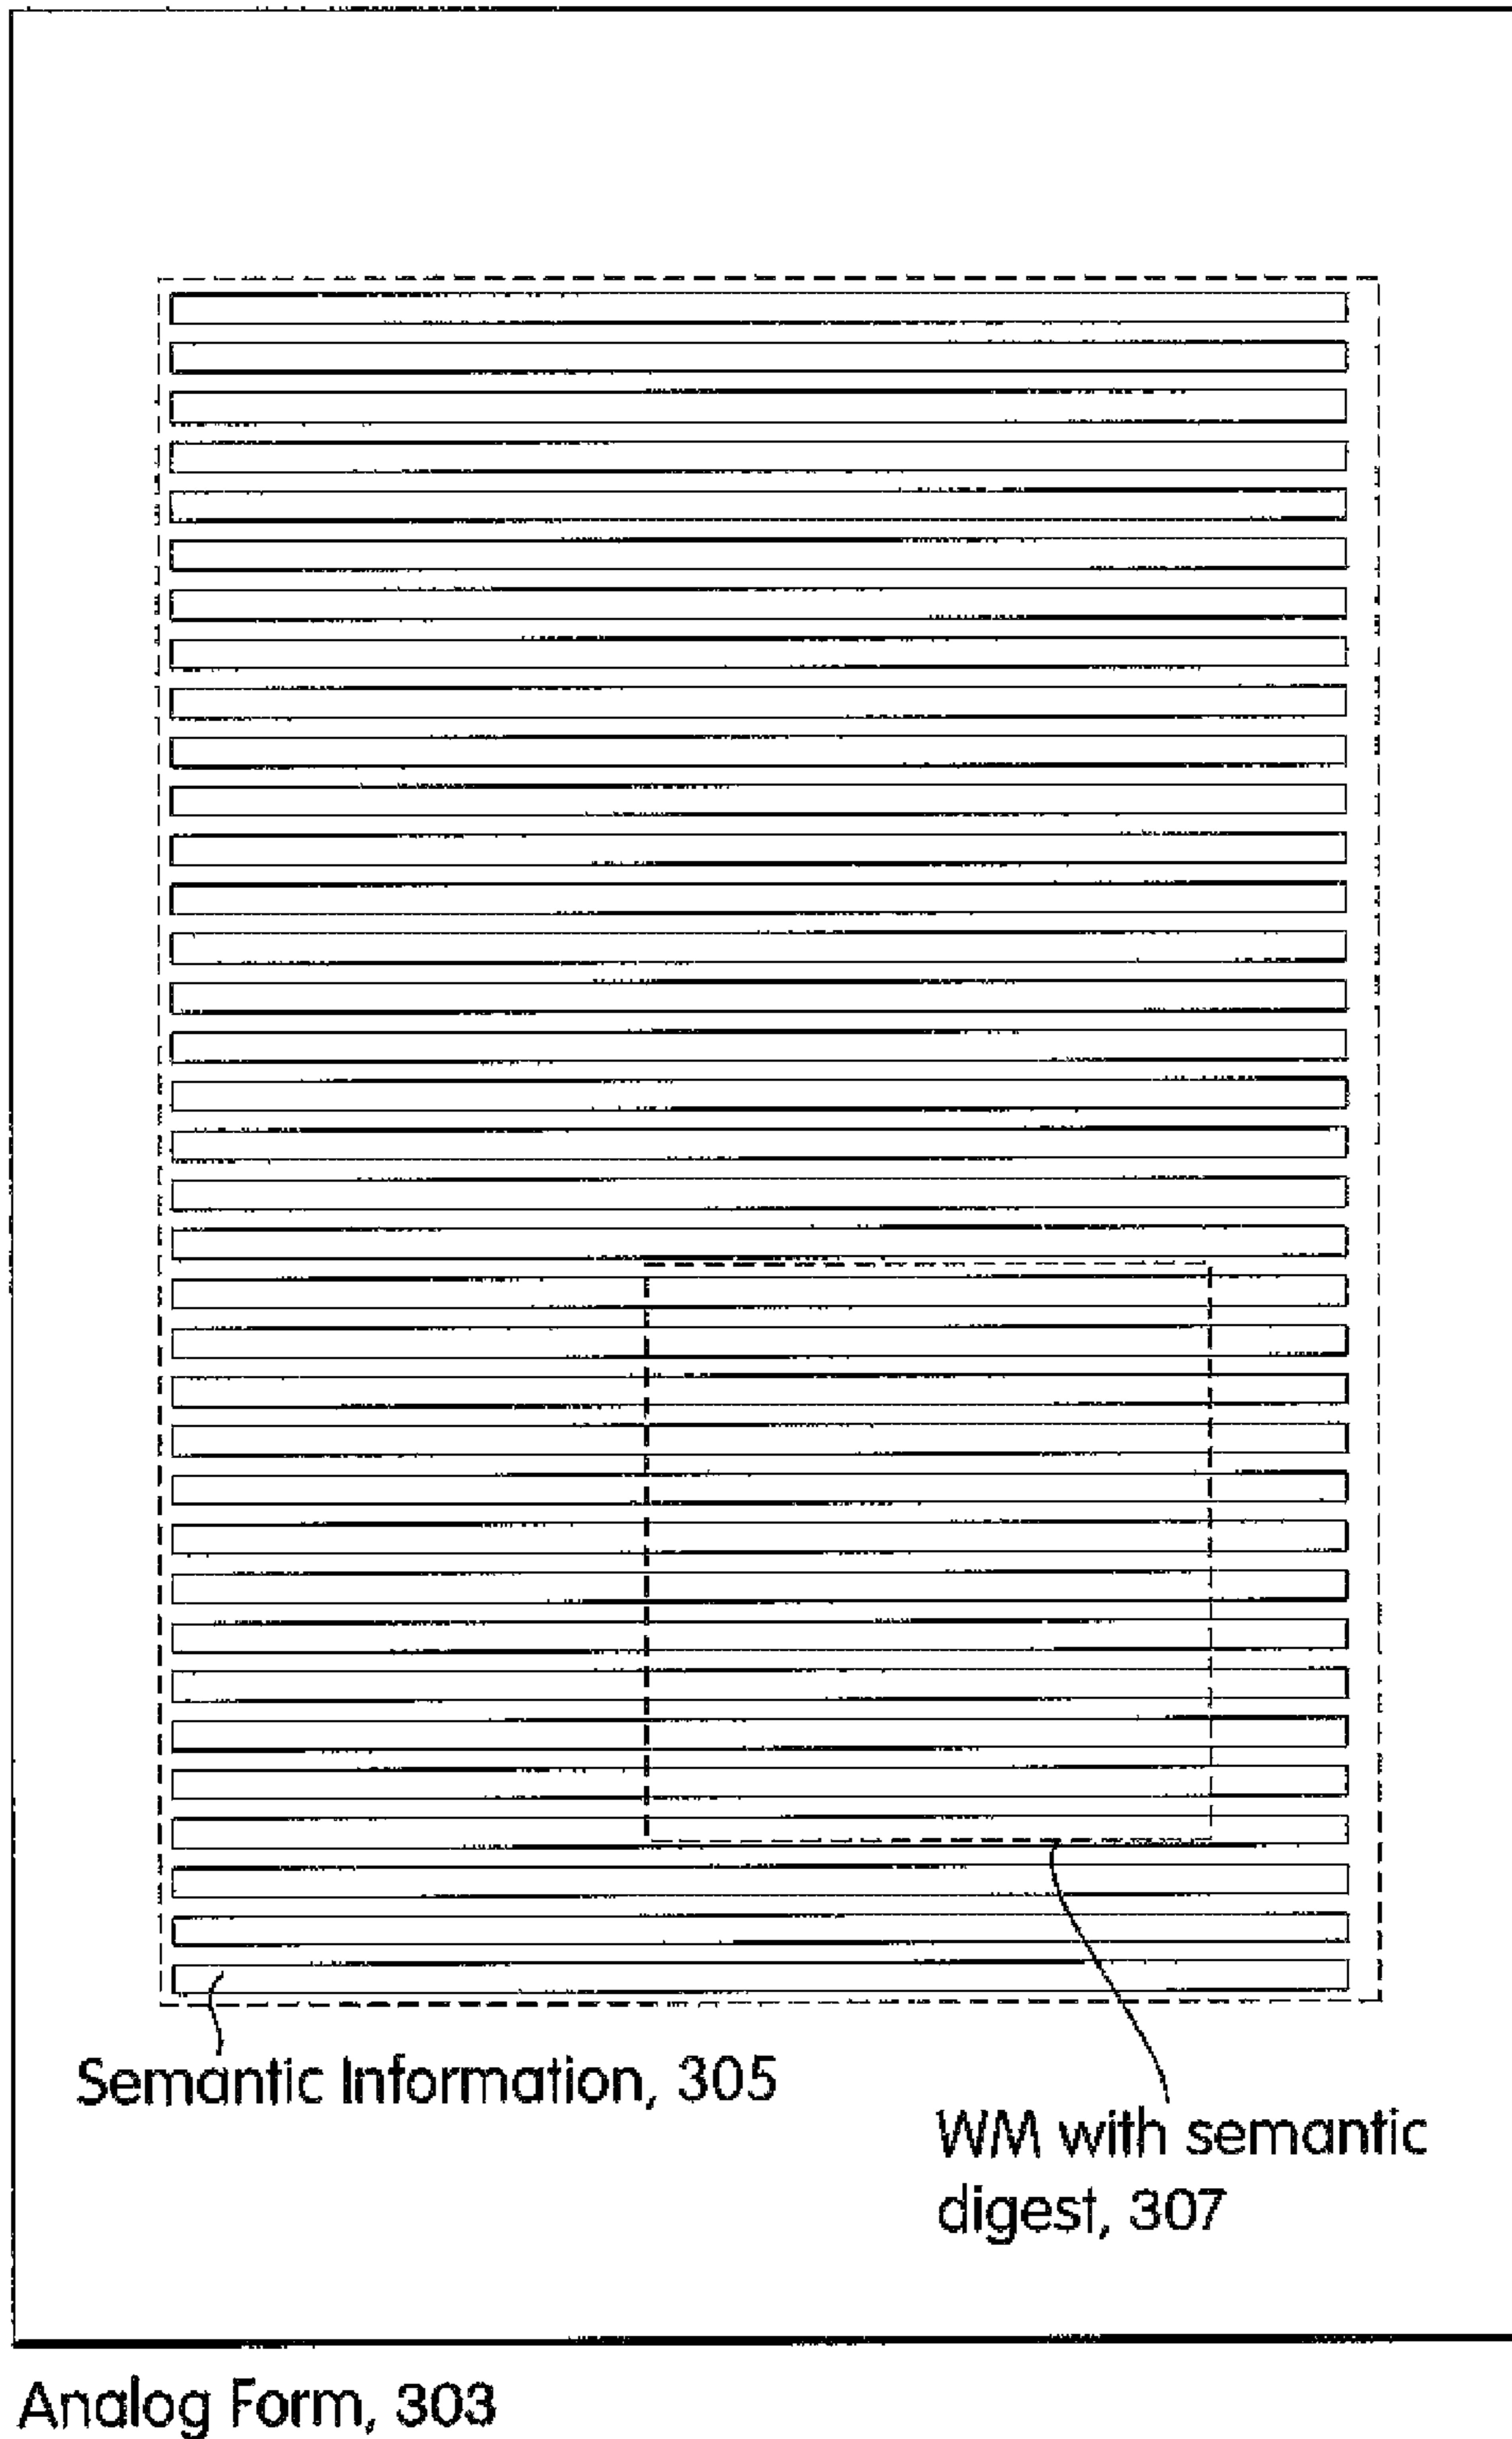 Semantic Information, 305
WM with semantic
digest, 307
Analog Form, 303